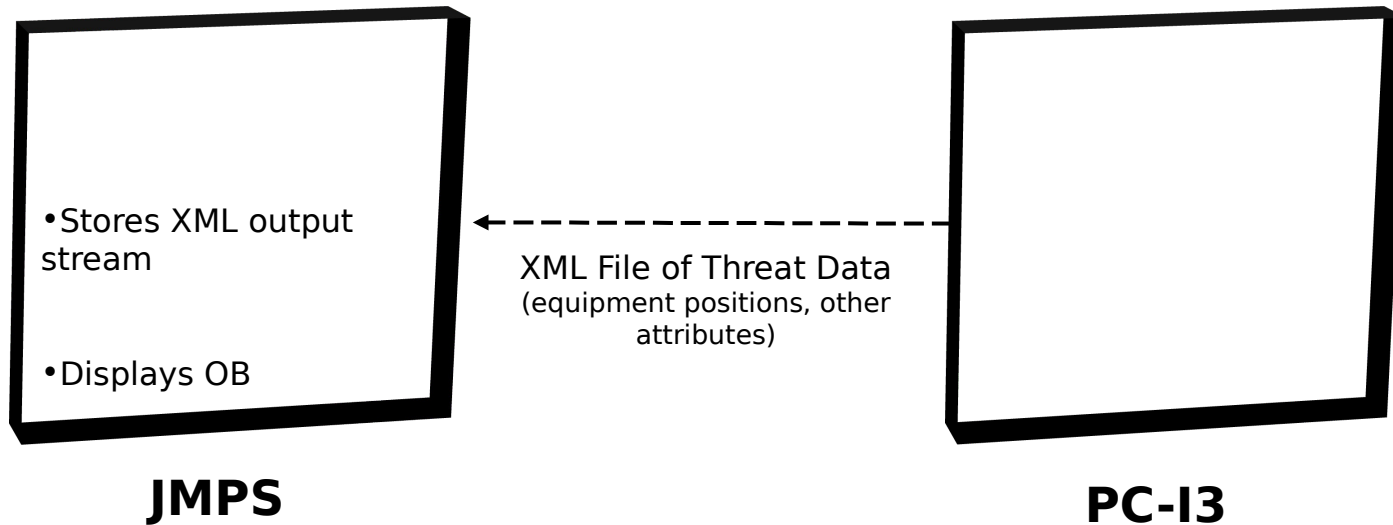 •Stores XML output
stream
•Displays OB
XML File of Threat Data
(equipment positions, other
attributes)
JMPS
PC-I3